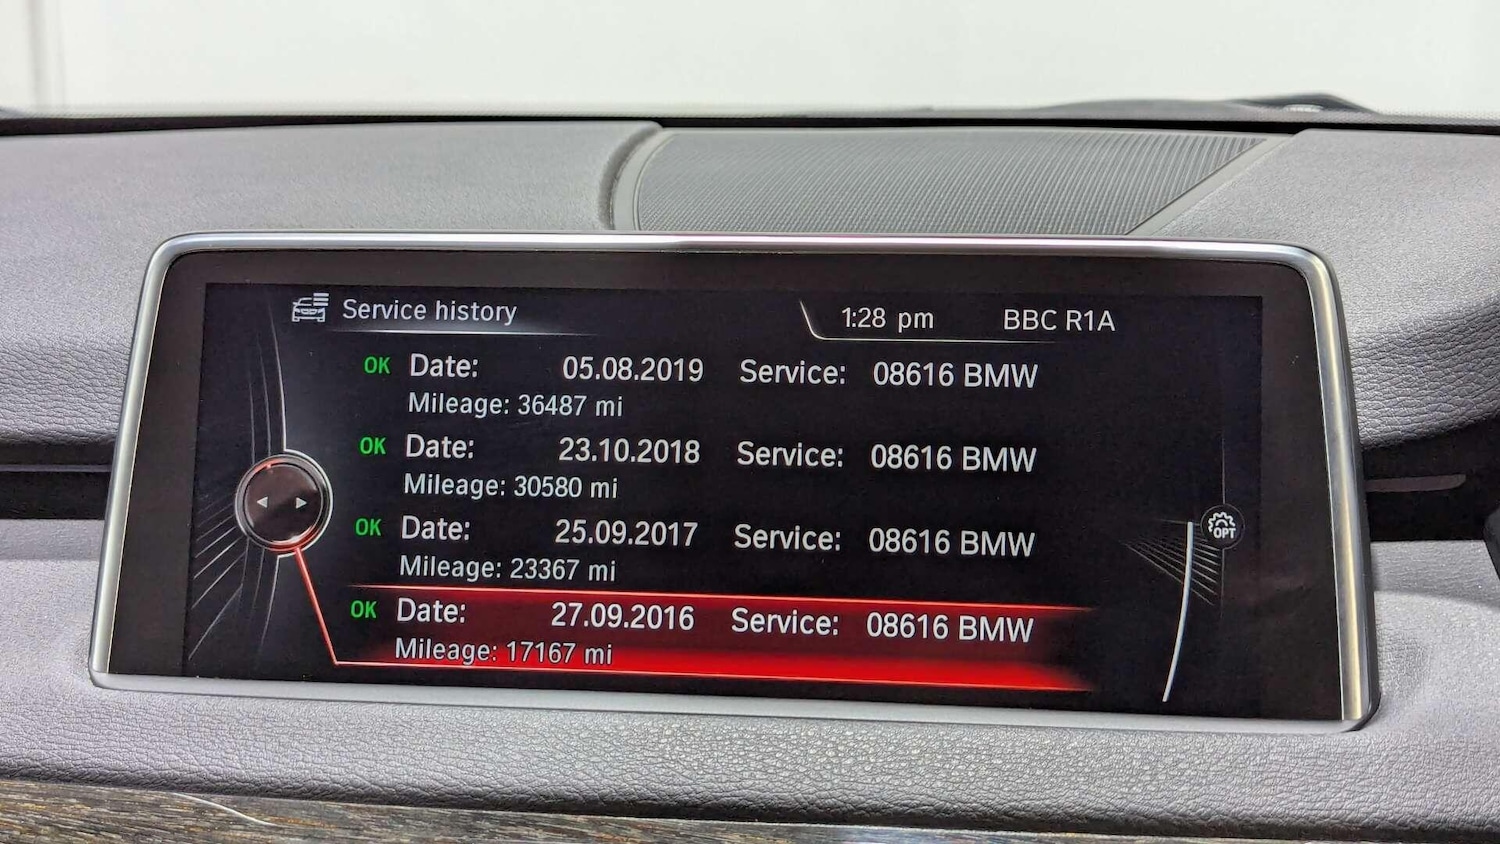 Service history 1:28 pm BBC R1A
OK Date: 05.08.2019 Service: 08616 BMW
Mileage: 36487 mi
OK Date: 23.10.2018 Service: 08616 BMW
Mileage: 30580 mi
OK Date: 25.09.2017 Service: 08616 BMW
Mileage: 23367 mi
OPT
OK Date: 27.09.2016 Service: 08616 BMW
Mileage: 17167 mi